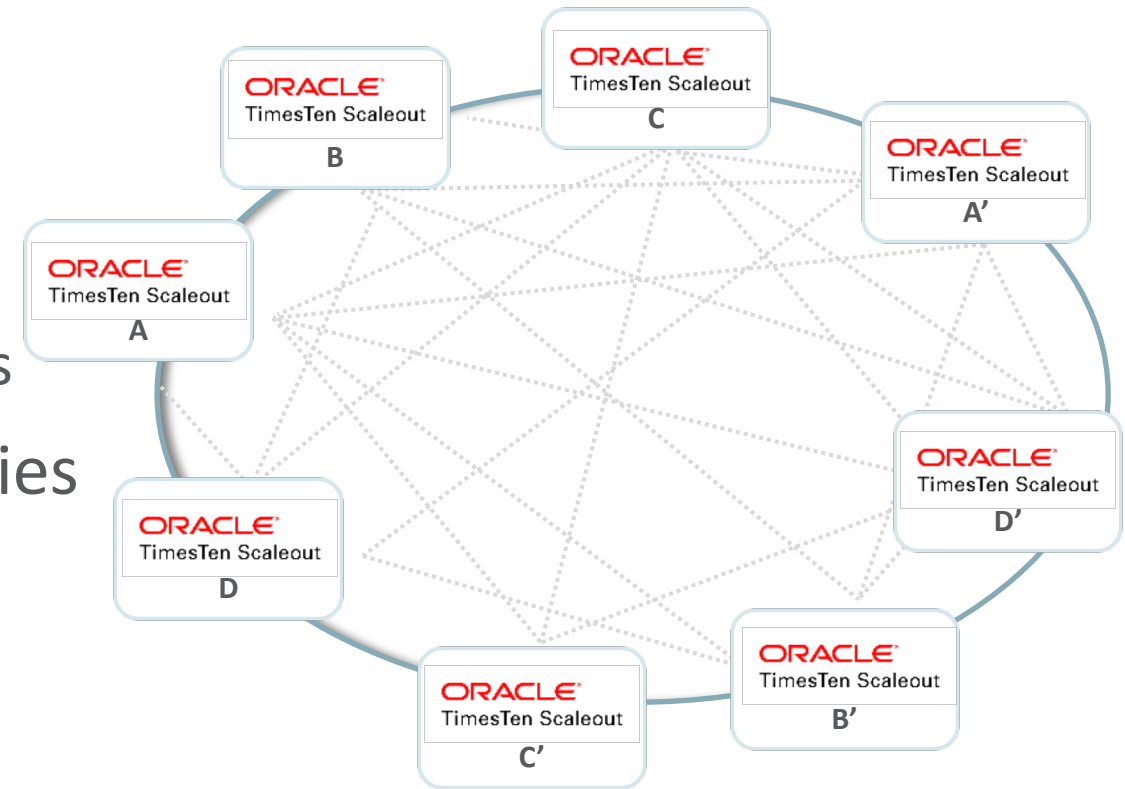 ORACLE
TimesTen Scaleout
C
ORACLE
TimesTen Scaleout
B
ORACLE
TimesTen Scaleout
A’
ORACLE
TimesTen Scaleout
A
s
ies
ORACLE
TimesTen Scaleout
D’
ORACLE
TimesTen Scaleout
D
ORACLE
TimesTen Scaleout
B’
ORACLE
TimesTen Scaleout
C’